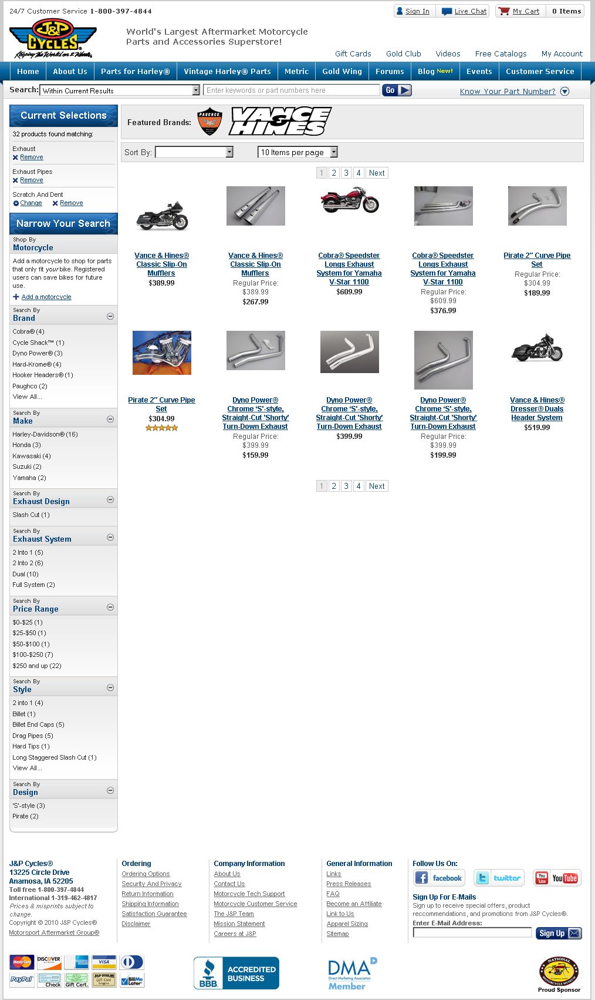 24/7 Customer Service 1-800-397-4844
Sign In
Live Chat
My Cart
0 Items
J&P
CYCLES
Keeping The World on 2 Wheels
World's Largest Aftermarket Motorcycle
Parts and Accessories Superstore!
Gift Cards Gold Club Videos Free Catalogs My Account
Home About Us Parts for Harley® Vintage Harley® Parts Metric Gold Wing Forums Blog New! Events Customer Service
Search: Within Current Results Enter keywords or part numbers here Go Know Your Part Number?
Current Selections
32 products found matching:
Exhaust
Remove
Exhaust Pipes
Remove
Scratch And Dent
Change Remove
Narrow Your Search
Shop By
Motorcycle
Add a motorcycle to shop for parts
that only fit your bike. Registered
users can save bikes for future
use.
Add a motorcycle
Search By
Brand
Cobra® (4)
Cycle Shack™ (1)
Dyno Power® (3)
Hard-Krome® (4)
Hooker Headers® (1)
Paughco (2)
View All...
Search By
Make
Harley-Davidson® (16)
Honda (3)
Kawasaki (4)
Suzuki (2)
Yamaha (2)
Search By
Exhaust Design
Slash Cut (1)
Search By
Exhaust System
2 Into 1 (5)
2 Into 2 (6)
Dual (10)
Full System (2)
Search By
Price Range
$0-$25 (1)
$25-$50 (1)
$50-$100 (1)
$100-$250 (7)
$250 and up (22)
Search By
Style
2 into 1 (4)
Billet (1)
Billet End Caps (5)
Drag Pipes (5)
Hard Tips (1)
Long Staggered Slash Cut (1)
View All...
Search By
Design
'S'-style (3)
Pirate (2)
Featured Brands:
PAUGHCO
VANCE & HINES
Sort By: 10 Items per page
1 2 3 4 Next
Vance & Hines®
Classic Slip-On
Mufflers
$389.99
Vance & Hines®
Classic Slip-On
Mufflers
Regular Price:
$389.99
$267.99
Cobra® Speedster
Longs Exhaust
System for Yamaha
V-Star 1100
$609.99
Cobra® Speedster
Longs Exhaust
System for Yamaha
V-Star 1100
Regular Price:
$609.99
$376.99
Pirate 2″ Curve Pipe
Set
Regular Price:
$304.99
$189.99
Pirate 2″ Curve Pipe
Set
$304.99
Dyno Power®
Chrome ‘S'-style,
Straight-Cut 'Shorty'
Turn-Down Exhaust
Regular Price:
$399.99
$159.99
Dyno Power®
Chrome ‘S'-style,
Straight-Cut 'Shorty'
Turn-Down Exhaust
$399.99
Dyno Power®
Chrome ‘S'-style,
Straight-Cut 'Shorty'
Turn-Down Exhaust
Regular Price:
$399.99
$199.99
Vance & Hines®
Dresser® Duals
Header System
$519.99
1 2 3 4 Next
J&P Cycles®
13225 Circle Drive
Anamosa, IA 52205
Toll free 1-800-397-4844
International 1-319-462-4817
Prices & misprints subject to
change.
Copyright © 2010 J&P Cycles®
Motorsport Aftermarket Group®
Ordering
Ordering Options
Security And Privacy
Return Information
Shipping Information
Satisfaction Guarantee
Disclaimer
Company Information
About Us
Contact Us
Motorcycle Tech Support
Motorcycle Customer Service
The J&P Team
Mission Statement
Careers at J&P
General Information
Links
Press Releases
FAQ
Become an Affiliate
Link to Us
Apparel Sizing
Sitemap
Follow Us On:
facebook
twitter
You Tube YouTube
Sign Up For E-Mails
Sign up to receive special offers, product
reccommendations, and promotions from J&P Cycles®.
Enter E-Mail Address:
Sign Up
MasterCard DISCOVER VISA
PayPal Check Gift Cert. J&P CYCLES Gift Card BillMe Later
BBB. ACCREDITED
BUSINESS
DMA
Direct Marketing Association
Member
NATIONAL
MOTORCYCLE MUSEUM
Proud Sponsor